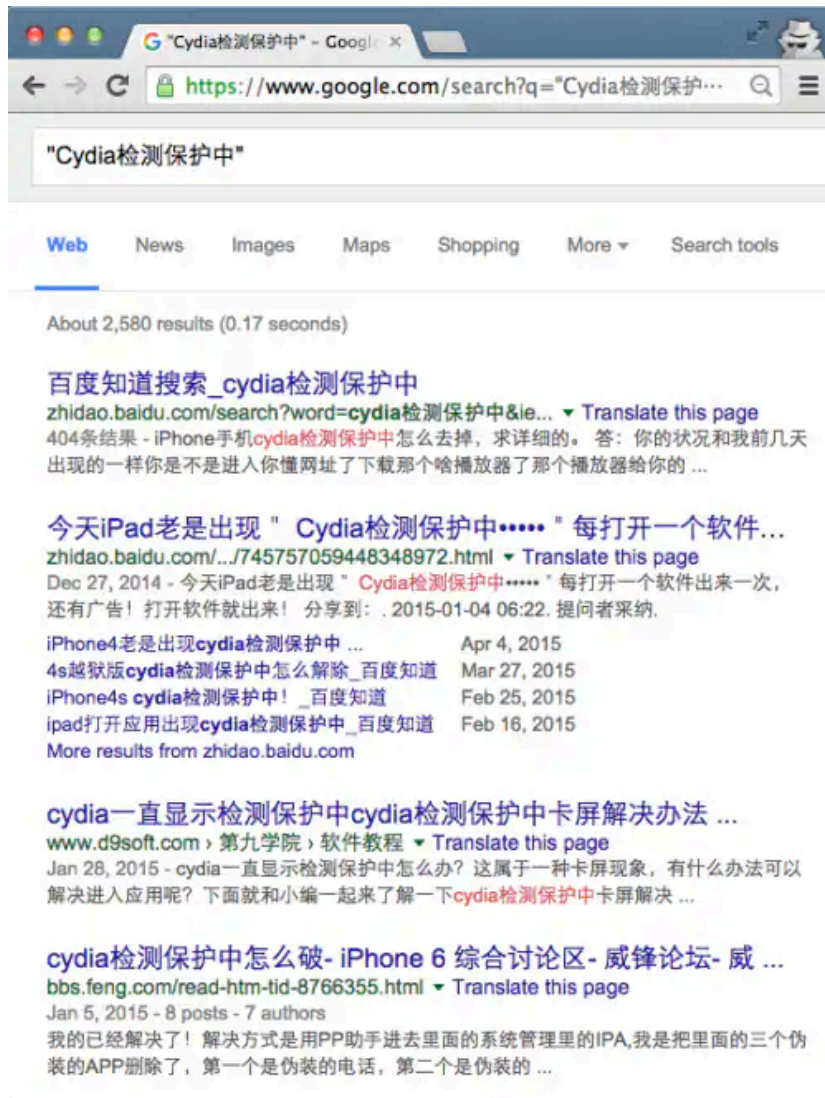 "Cydia检测保护中" - Googl
https://www.google.com/search?q="Cydia检测保护…
"Cydia检测保护中"
Web News Images Maps Shopping More Search tools
About 2,580 results (0.17 seconds)
百度知道搜索_cydia检测保护中
zhidao.baidu.com/search?word=cydia检测保护中&ie... ▼ Translate this page
404条结果 - iPhone手机cydia检测保护中怎么去掉，求详细的。 答：你的状况和我前几天
出现的一样你是不是进入你懂网址了下载那个啥播放器了那个播放器给你的 ...
今天iPad老是出现＂ Cydia检测保护中•••••＂每打开一个软件...
zhidao.baidu.com/.../745757059448348972.html ▼ Translate this page
Dec 27, 2014 - 今天iPad老是出现＂ Cydia检测保护中•••••＂每打开一个软件出来一次，
还有广告！打开软件就出来！ 分享到：. 2015-01-04 06:22. 提问者采纳.
iPhone4老是出现cydia检测保护中 ... Apr 4, 2015
4s越狱版cydia检测保护中怎么解除_百度知道 Mar 27, 2015
iPhone4s cydia检测保护中！_百度知道 Feb 25, 2015
ipad打开应用出现cydia检测保护中_百度知道 Feb 16, 2015
More results from zhidao.baidu.com
cydia一直显示检测保护中cydia检测保护中卡屏解决办法 ...
www.d9soft.com › 第九学院 › 软件教程 ▼ Translate this page
Jan 28, 2015 - cydia一直显示检测保护中怎么办？这属于一种卡屏现象，有什么办法可以
解决进入应用呢？下面就和小编一起来了解一下cydia检测保护中卡屏解决 ...
cydia检测保护中怎么破- iPhone 6 综合讨论区- 威锋论坛- 威 ...
bbs.feng.com/read-htm-tid-8766355.html ▼ Translate this page
Jan 5, 2015 - 8 posts - 7 authors
我的已经解决了！解决方式是用PP助手进去里面的系统管理里的IPA,我是把里面的三个伪
装的APP删除了，第一个是伪装的电话，第二个是伪装的 ...